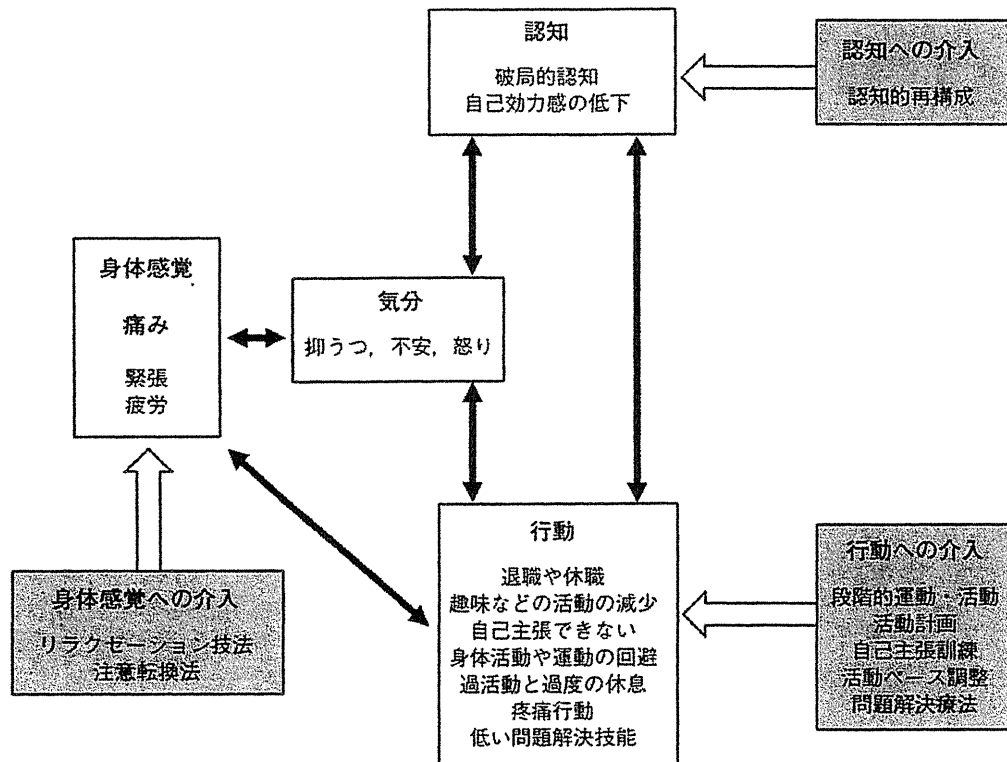 認知
破局的認知
自己効力感の低下
認知への介入
認知的再構成
身体感覚
痛み
緊張
疲労
気分
抑うつ，不安，怒り
行動
退職や休職
趣味などの活動の減少
自己主張できない
身体活動や運動の回避
過活動と過度の休息
疼痛行動
低い問題解決技能
身体感覚への介入
リラクセーション技法
注意転換法
行動への介入
段階的運動・活動
活動計画
自己主張訓練
活動ペース調整
問題解決療法